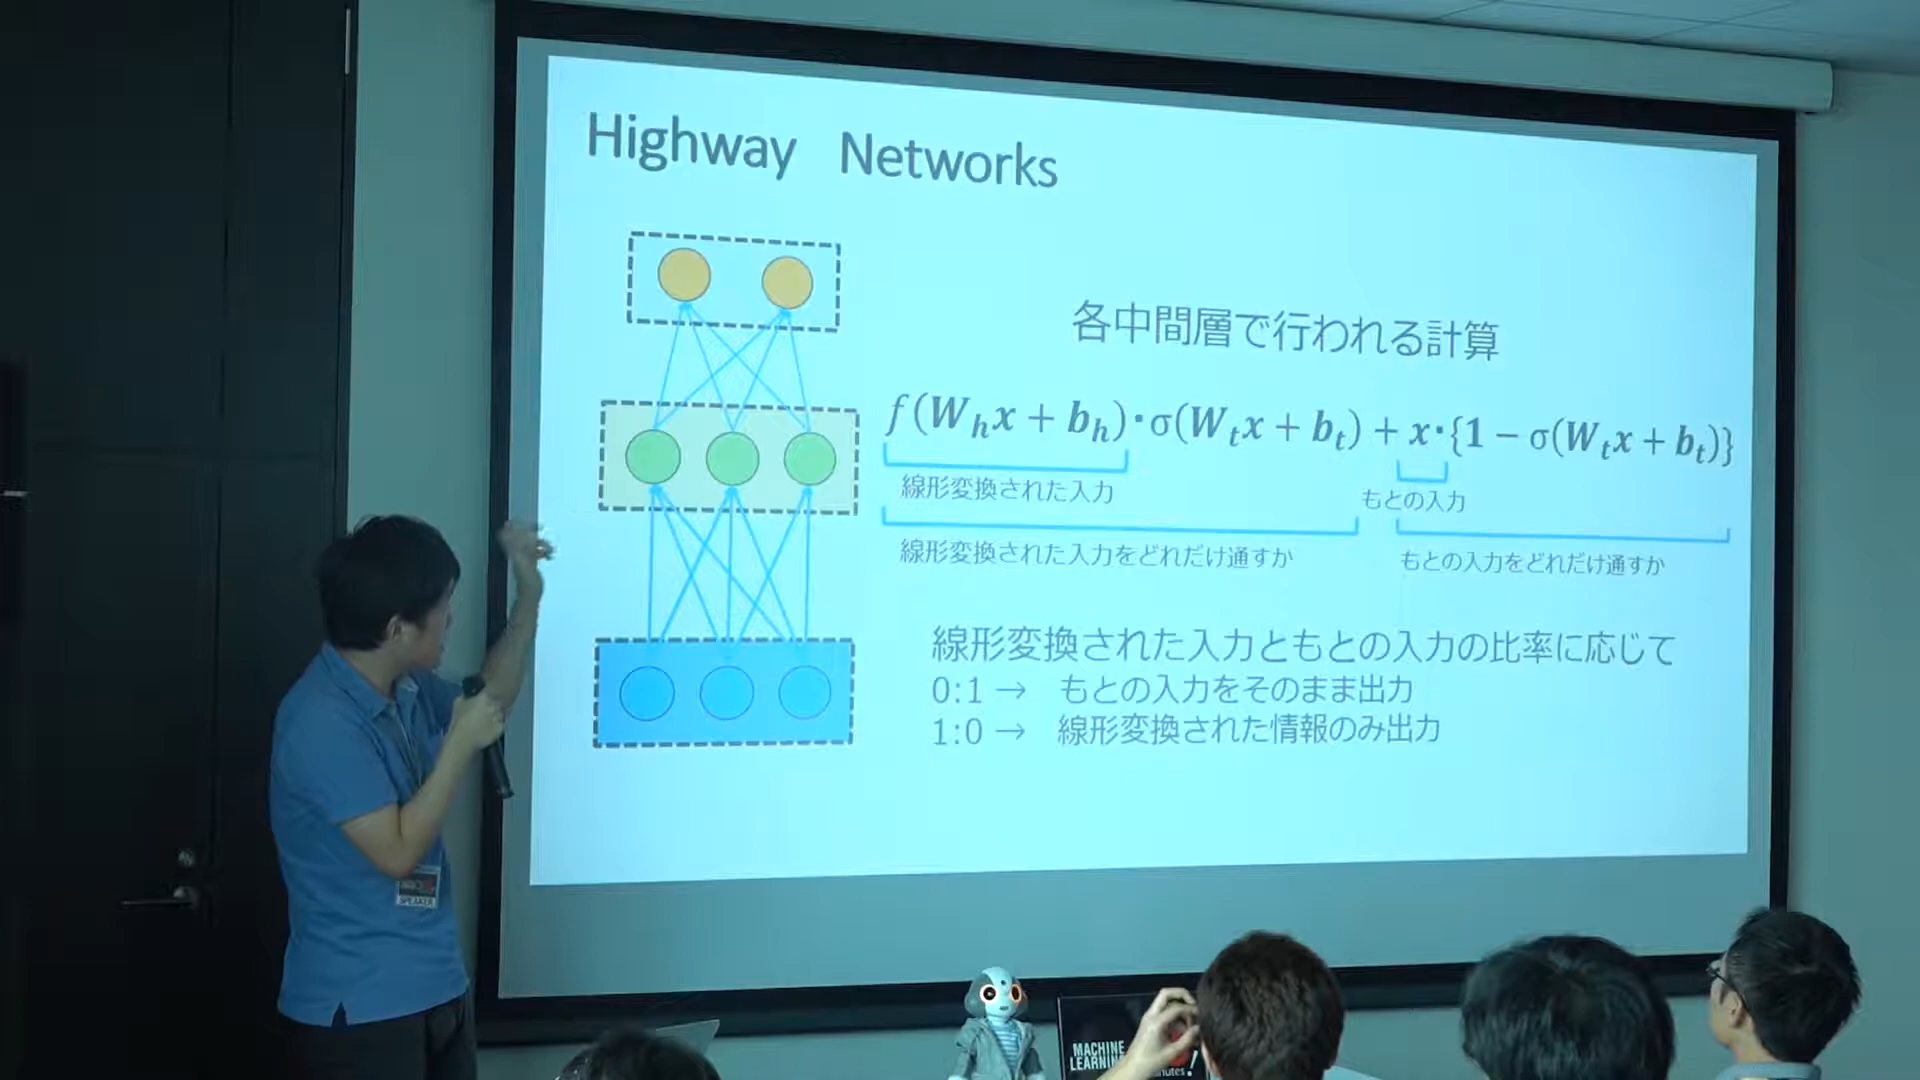 Highway Networks
各中間層で行われる計算
f(W_h x + b_h)・σ(W_t x + b_t) + x・{1 − σ(W_t x + b_t)}
線形変換された入力
もとの入力
線形変換された入力をどれだけ通すか
もとの入力をどれだけ通すか
線形変換された入力ともとの入力の比率に応じて
0:1 → もとの入力をそのまま出力
1:0 → 線形変換された情報のみ出力
SPEAKER
MACHINE
LEARNING
!